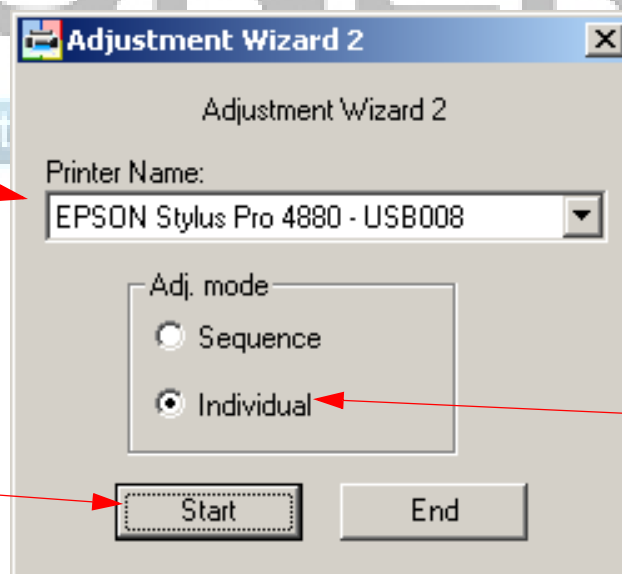 Adjustment Wizard 2
Adjustment Wizard 2
Printer Name:
EPSON Stylus Pro 4880 - USB008
Adj. mode
Sequence
Individual
Start
End